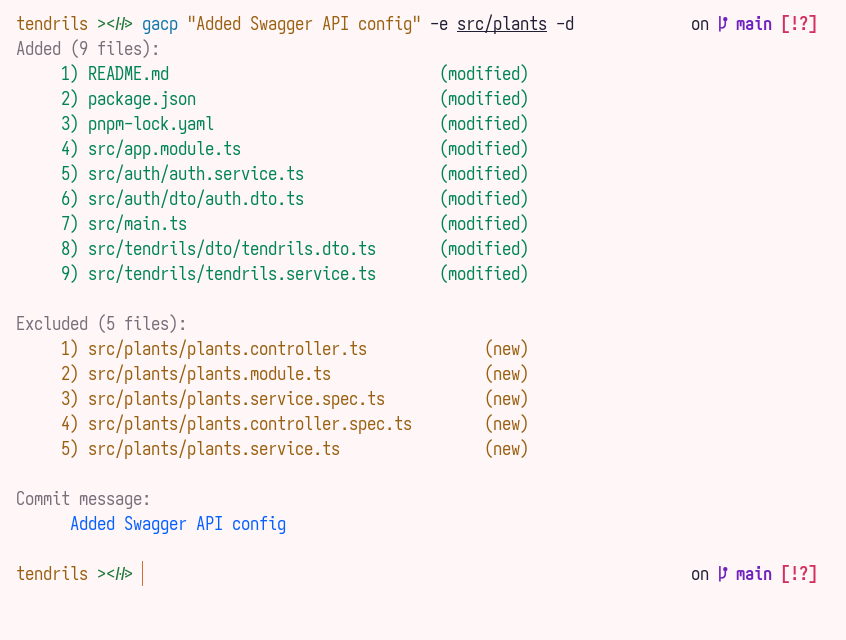 tendrils ><//> gacp "Added Swagger API config" -e src/plants -d on main [!?]
Added (9 files):
1) README.md (modified)
2) package.json (modified)
3) pnpm-lock.yaml (modified)
4) src/app.module.ts (modified)
5) src/auth/auth.service.ts (modified)
6) src/auth/dto/auth.dto.ts (modified)
7) src/main.ts (modified)
8) src/tendrils/dto/tendrils.dto.ts (modified)
9) src/tendrils/tendrils.service.ts (modified)
Excluded (5 files):
1) src/plants/plants.controller.ts (new)
2) src/plants/plants.module.ts (new)
3) src/plants/plants.service.spec.ts (new)
4) src/plants/plants.controller.spec.ts (new)
5) src/plants/plants.service.ts (new)
Commit message:
Added Swagger API config
tendrils ><//> on main [!?]